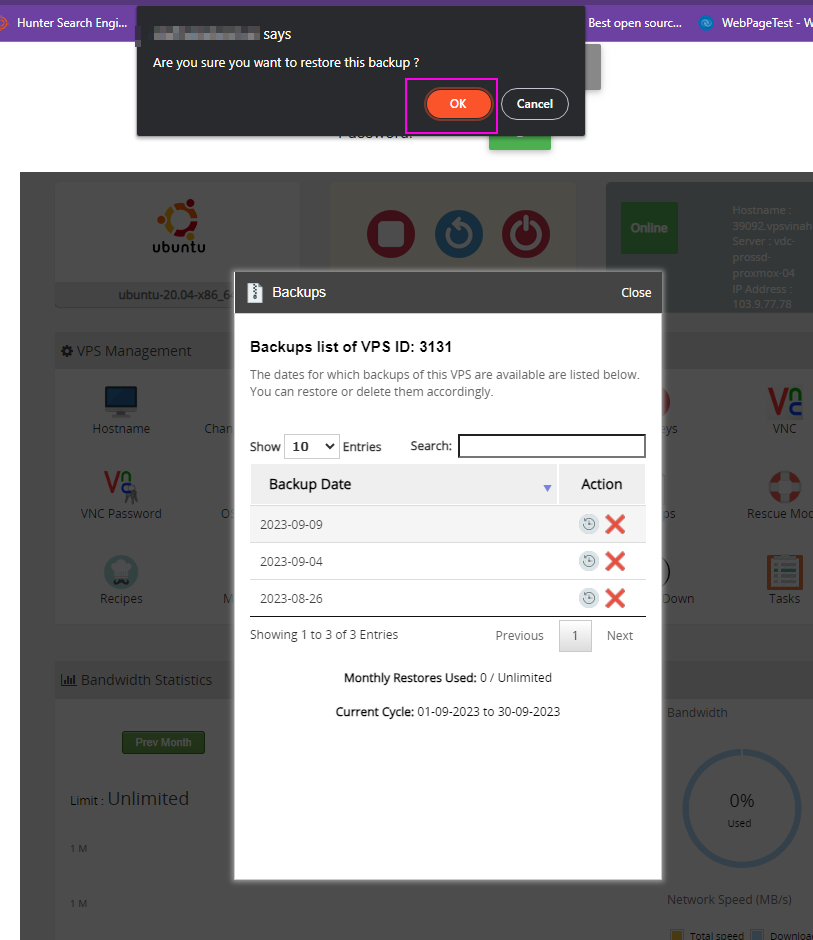 Hunter Search Engi...
Best open sourc...
WebPageTest - W
says
Are you sure you want to restore this backup ?
OK
Cancel
ubuntu
Online
Hostname :
39092.vpsvinah
Server : vdc-
prossd-
proxmox-04
IP Address :
103.9.77.78
ubuntu-20.04-x86_64
Backups
Close
VPS Management
Backups list of VPS ID: 3131
The dates for which backups of this VPS are available are listed below.
You can restore or delete them accordingly.
Hostname
Chan
VNC
Show 10 Entries
Search:
Backup Date
Action
VNC Password
Rescue Mod
2023-09-09
2023-09-04
2023-08-26
Recipes
Down
Tasks
Showing 1 to 3 of 3 Entries
Previous
1
Next
Monthly Restores Used: 0 / Unlimited
Current Cycle: 01-09-2023 to 30-09-2023
Bandwidth Statistics
Bandwidth
Prev Month
Limit : Unlimited
0%
Used
1 M
1 M
Network Speed (MB/s)
Total speed
Downloa